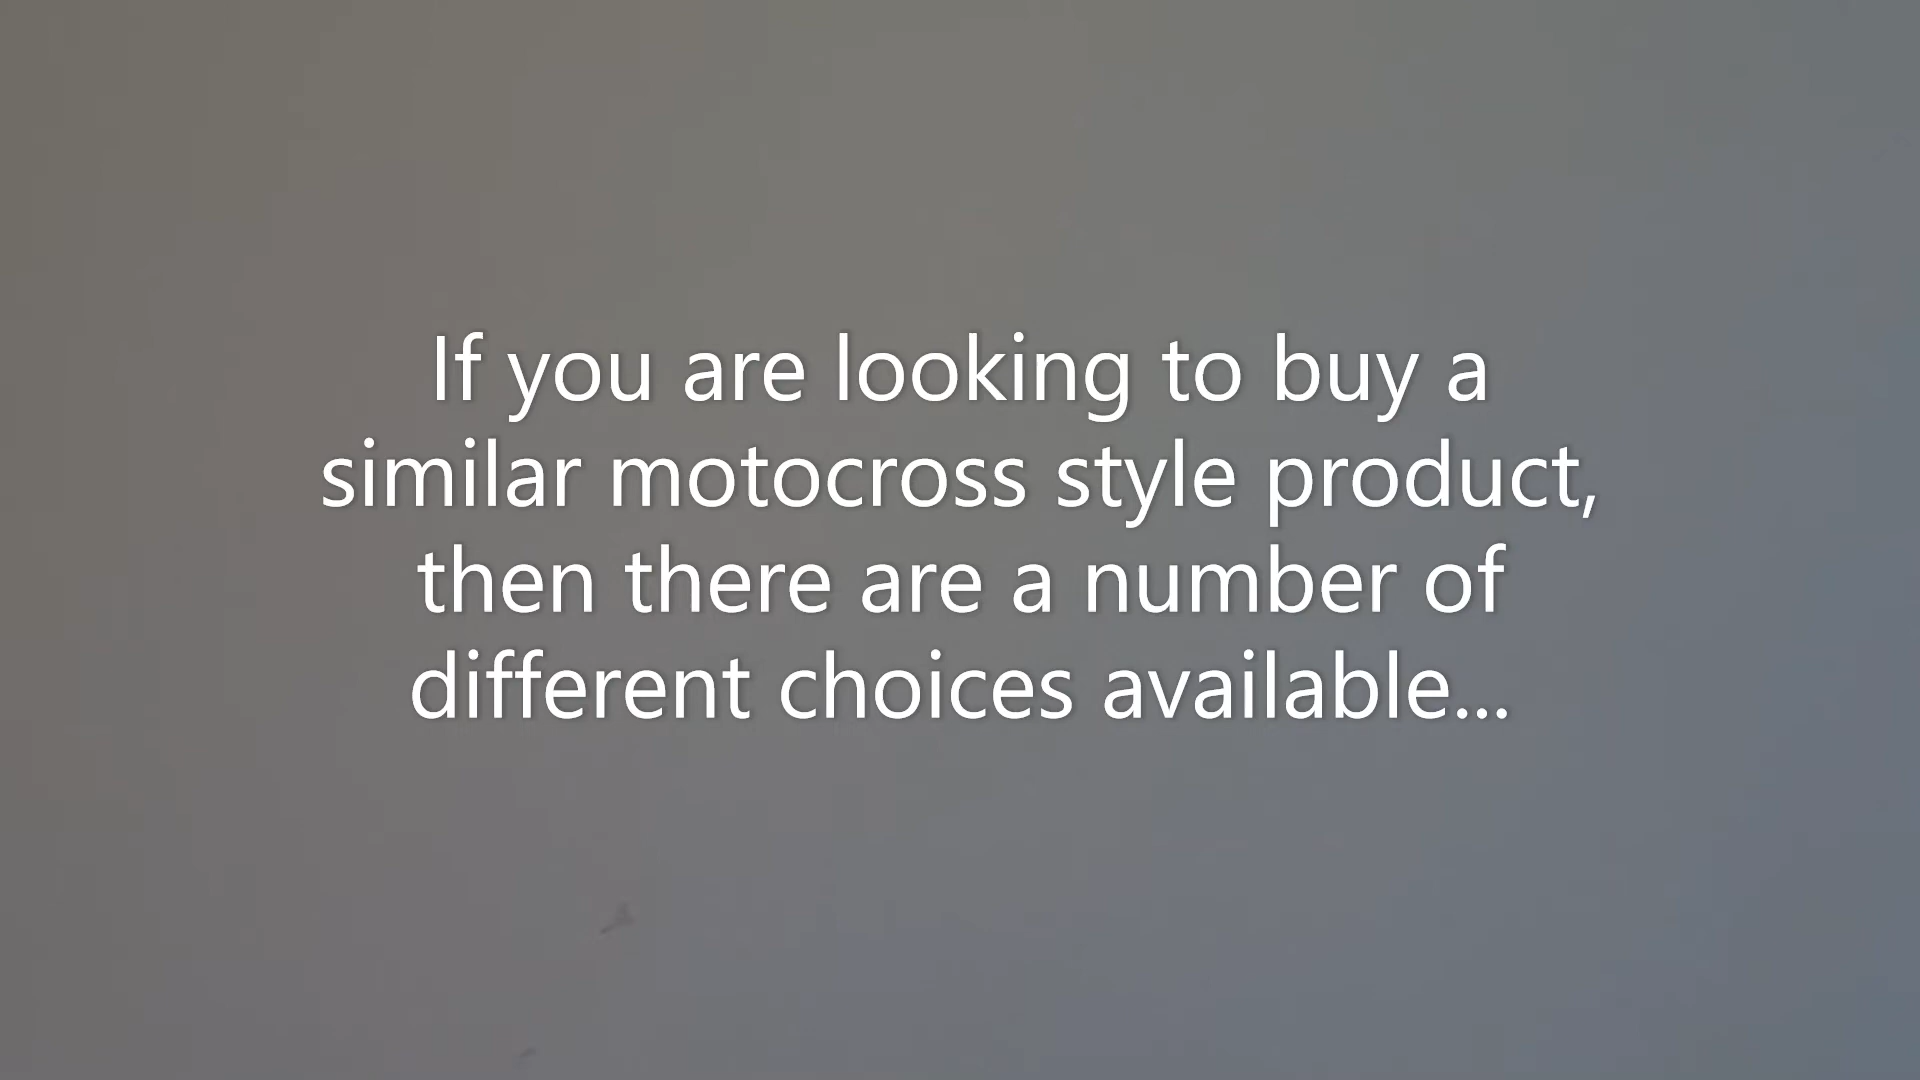 If you are looking to buy a
similar motocross style product,
then there are a number of
different choices available...